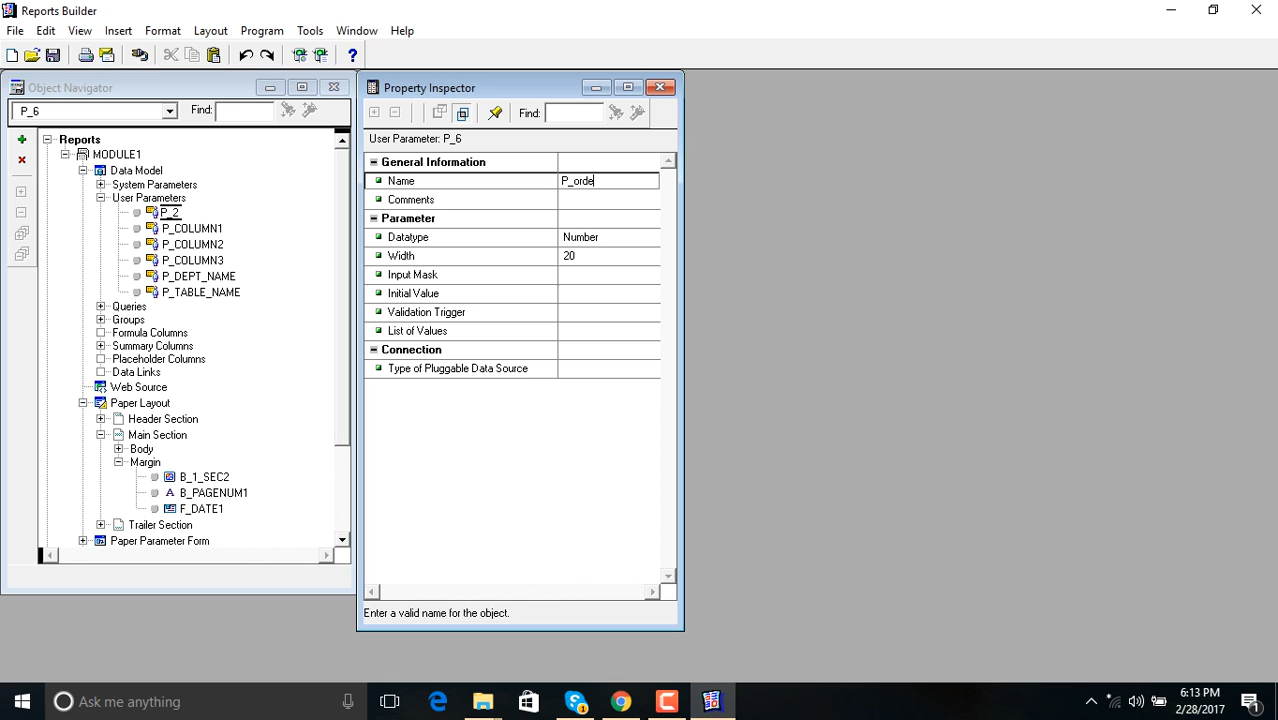 Reports Builder
File Edit View Insert Format Layout Program Tools Window Help
Object Navigator
P_6 Find:
Reports
MODULE1
Data Model
System Parameters
User Parameters
P_2
P_COLUMN1
P_COLUMN2
P_COLUMN3
P_DEPT_NAME
P_TABLE_NAME
Queries
Groups
Formula Columns
Summary Columns
Placeholder Columns
Data Links
Web Source
Paper Layout
Header Section
Main Section
Body
Margin
B_1_SEC2
A B_PAGENUM1
F_DATE1
Trailer Section
Paper Parameter Form
Property Inspector
Find:
User Parameter: P_6
General Information
Name P_orde
Comments
Parameter
Datatype Number
Width 20
Input Mask
Initial Value
Validation Trigger
List of Values
Connection
Type of Pluggable Data Source
Enter a valid name for the object.
Ask me anything
6:13 PM
2/28/2017